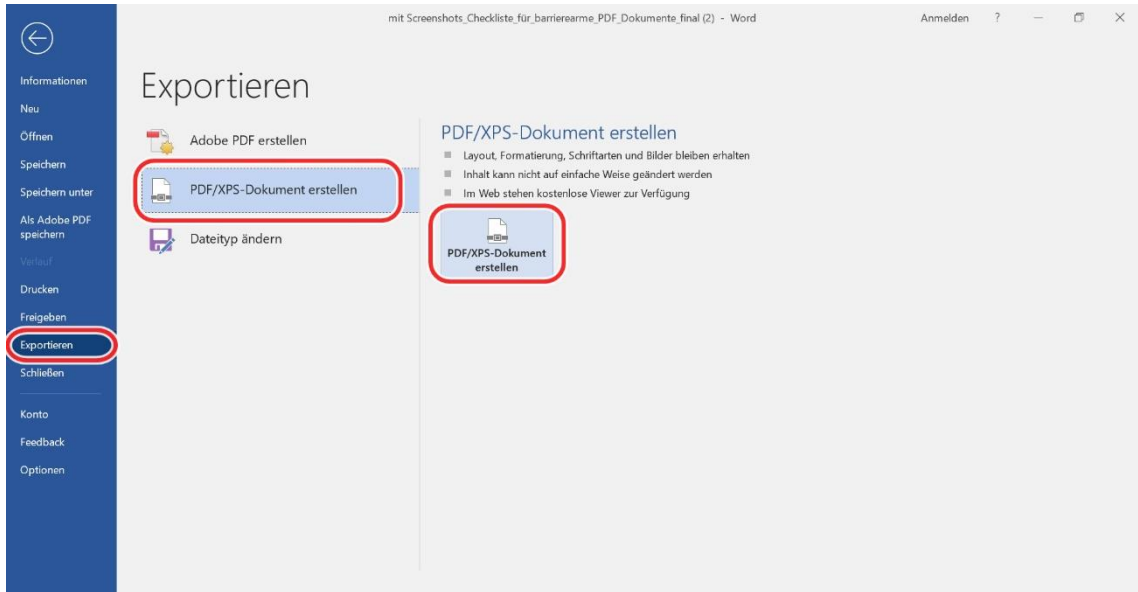 mit Screenshots_Checkliste_für_barrierearme_PDF_Dokumente_final (2) - Word
Anmelden
?
Informationen
Neu
Öffnen
Speichern
Speichern unter
Als Adobe PDF
speichern
Verlauf
Drucken
Freigeben
Exportieren
Schließen
Konto
Feedback
Optionen
Exportieren
Adobe PDF erstellen
PDF/XPS-Dokument erstellen
Dateityp ändern
PDF/XPS-Dokument erstellen
Layout, Formatierung, Schriftarten und Bilder bleiben erhalten
Inhalt kann nicht auf einfache Weise geändert werden
Im Web stehen kostenlose Viewer zur Verfügung
PDF/XPS-Dokument
erstellen